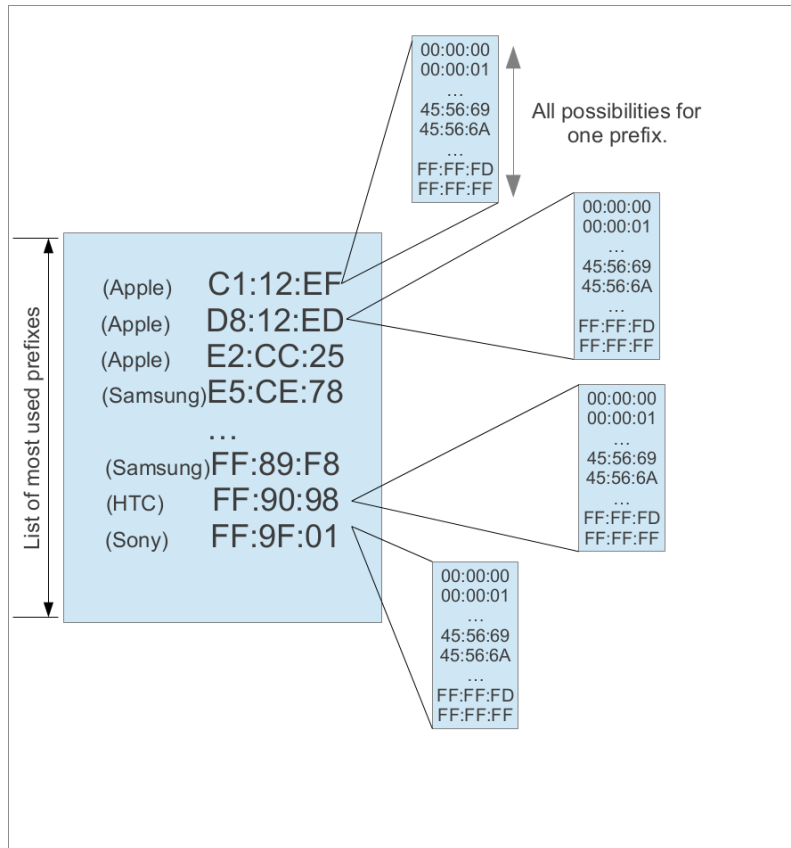 00:00:00
00:00:01
...
45:56:69
45:56:6A
...
FF:FF:FD
FF:FF:FF
All possibilities for
one prefix.
00:00:00
00:00:01
...
45:56:69
45:56:6A
...
FF:FF:FD
FF:FF:FF
List of most used prefixes
(Apple) C1:12:EF
(Apple) D8:12:ED
(Apple) E2:CC:25
(Samsung) E5:CE:78
...
(Samsung) FF:89:F8
(HTC) FF:90:98
(Sony) FF:9F:01
00:00:00
00:00:01
...
45:56:69
45:56:6A
...
FF:FF:FD
FF:FF:FF
00:00:00
00:00:01
...
45:56:69
45:56:6A
...
FF:FF:FD
FF:FF:FF